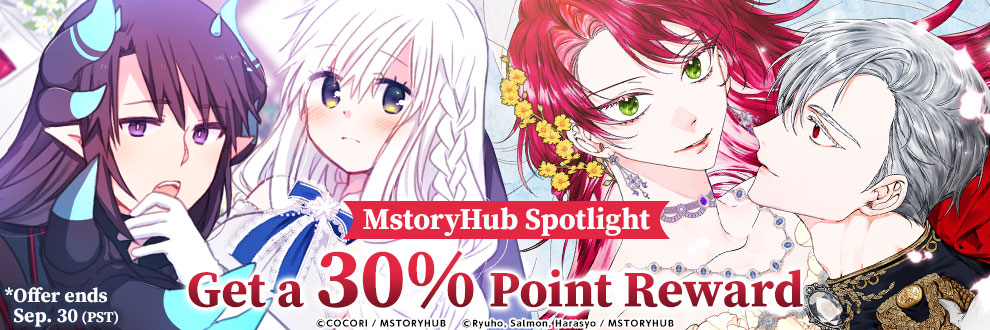 MstoryHub Spotlight
Get a 30% Point Reward
*Offer ends
Sep. 30 (PST)
©COCORI / MSTORYHUB ©Ryuho, Salmon, Harasyo / MSTORYHUB